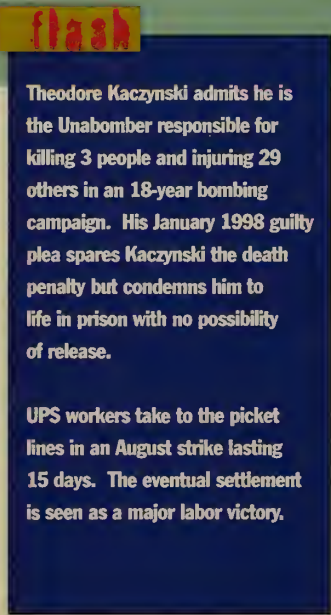 flash
Theodore Kaczynski admits he is
the Unabomber responsible for
killing 3 people and injuring 29
others in an 18-year bombing
campaign. His January 1998 guilty
plea spares Kaczynski the death
penalty but condemns him to
life in prison with no possibility
of release.
UPS workers take to the picket
lines in an August strike lasting
15 days. The eventual settlement
is seen as a major labor victory.